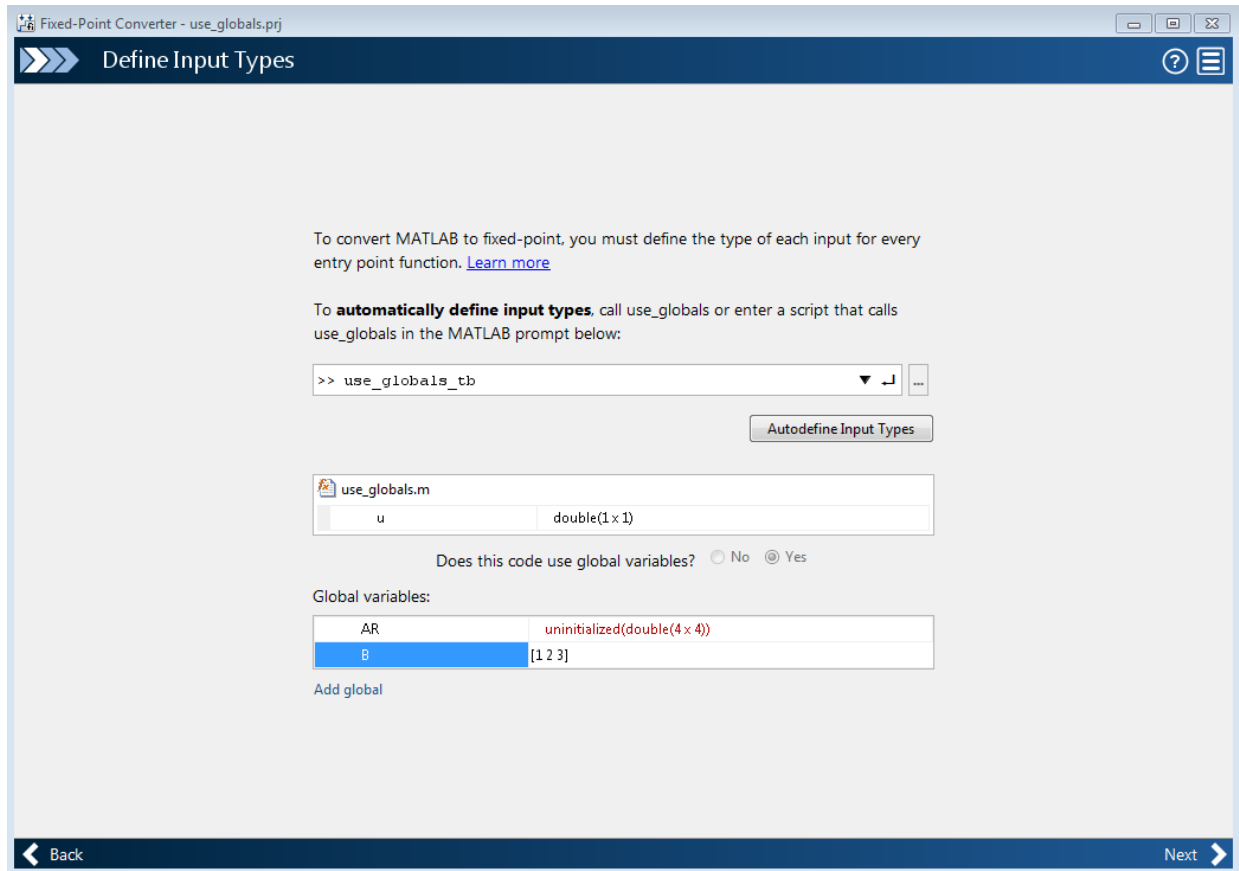 Fixed-Point Converter - use_globals.prj
Define Input Types
?
To convert MATLAB to fixed-point, you must define the type of each input for every
entry point function. Learn more
To automatically define input types, call use_globals or enter a script that calls
use_globals in the MATLAB prompt below:
>> use_globals_tb
...
Autodefine Input Types
use_globals.m
u double(1 x 1)
Does this code use global variables? No Yes
Global variables:
AR uninitialized(double(4 x 4))
B [1 2 3]
Add global
Back Next